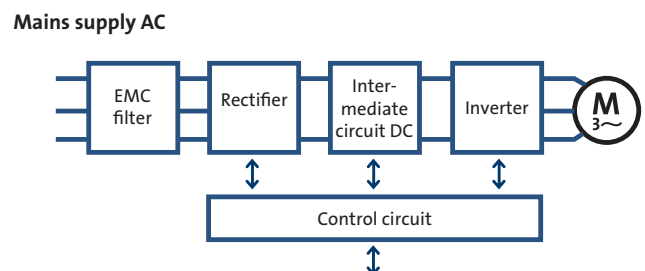 Mains supply AC
EMC
filter
Rectifier
Inter-
mediate
circuit DC
Inverter
M
3~
Control circuit